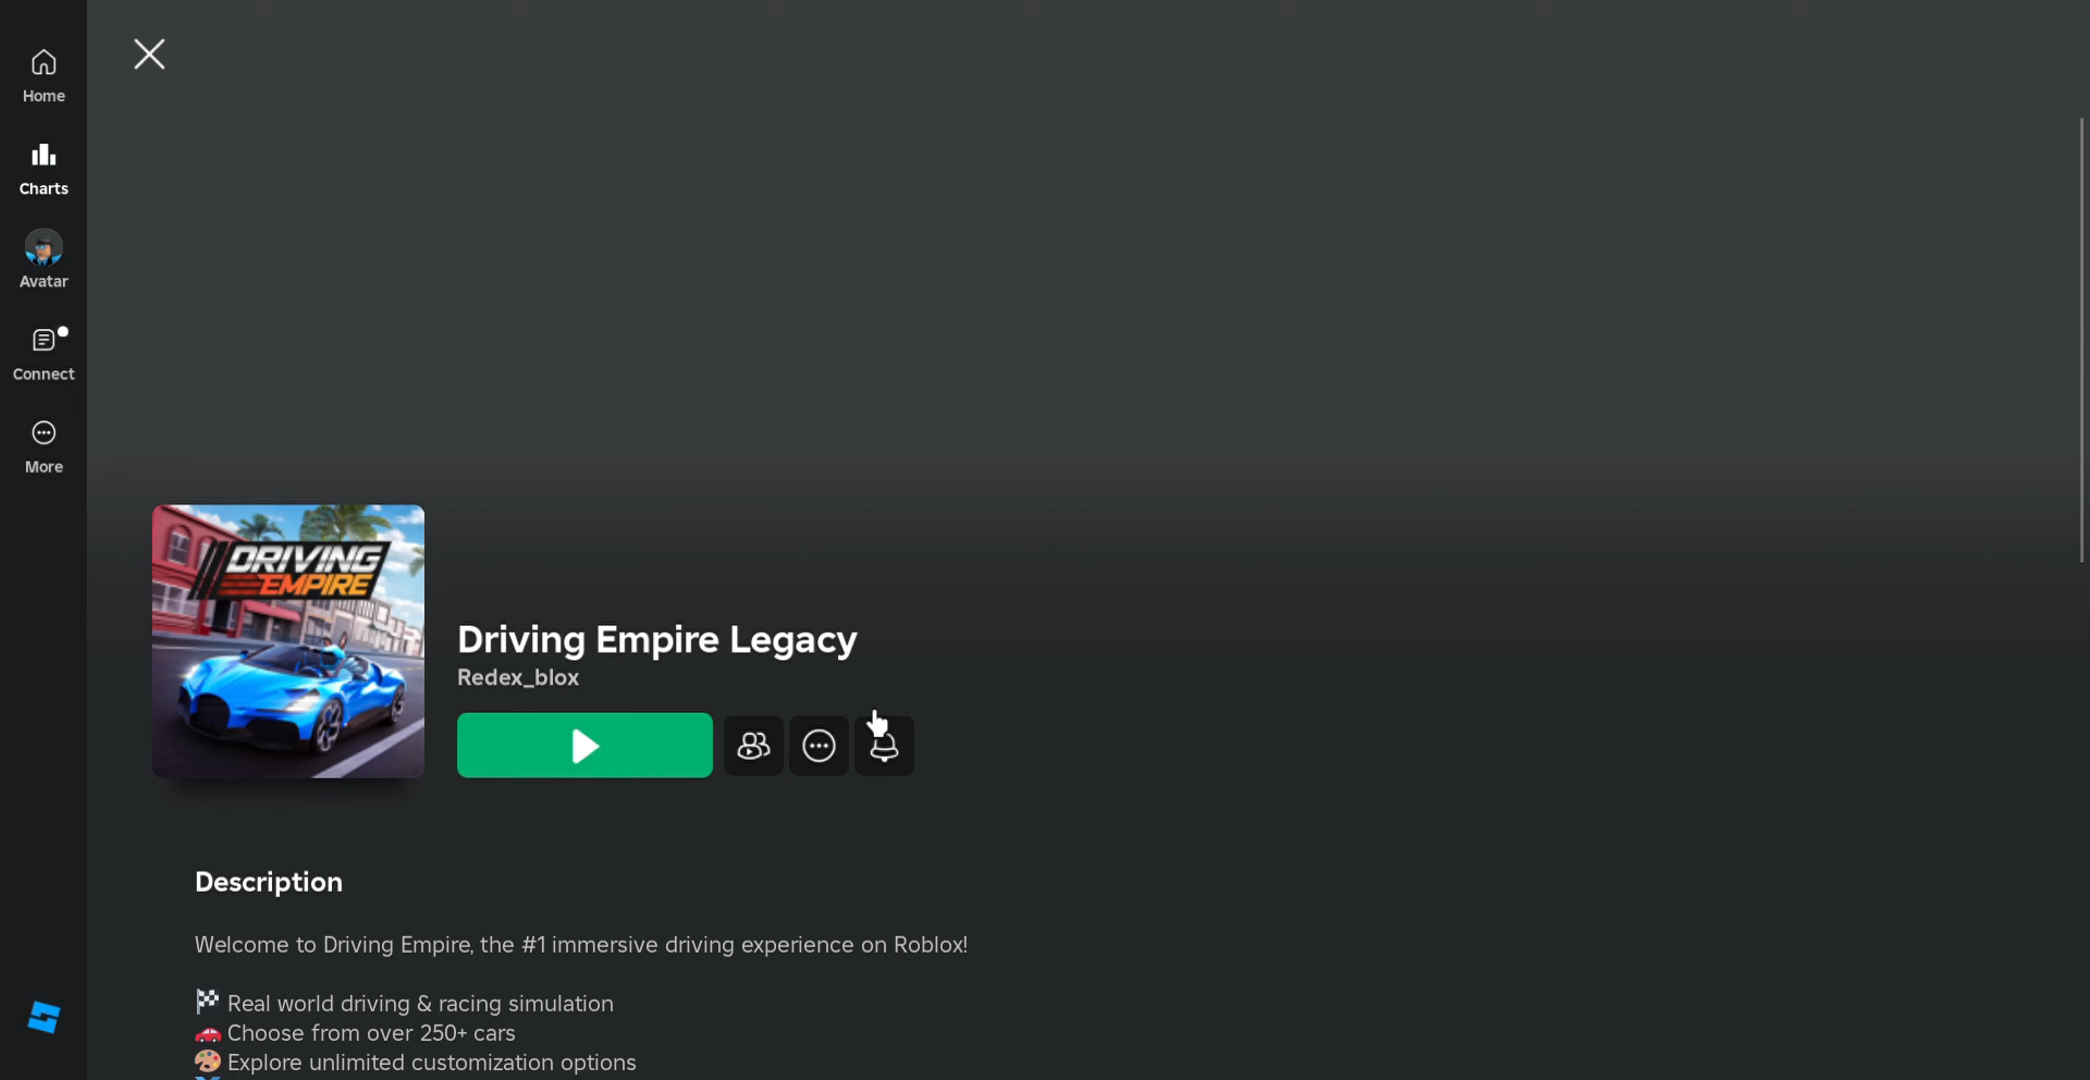 Home
Charts
Avatar
Connect
More
DRIVING
EMPIRE
Driving Empire Legacy
Redex_blox
Description
Welcome to Driving Empire, the #1 immersive driving experience on Roblox!
🏁 Real world driving & racing simulation
🚗 Choose from over 250+ cars
🎨 Explore unlimited customization options